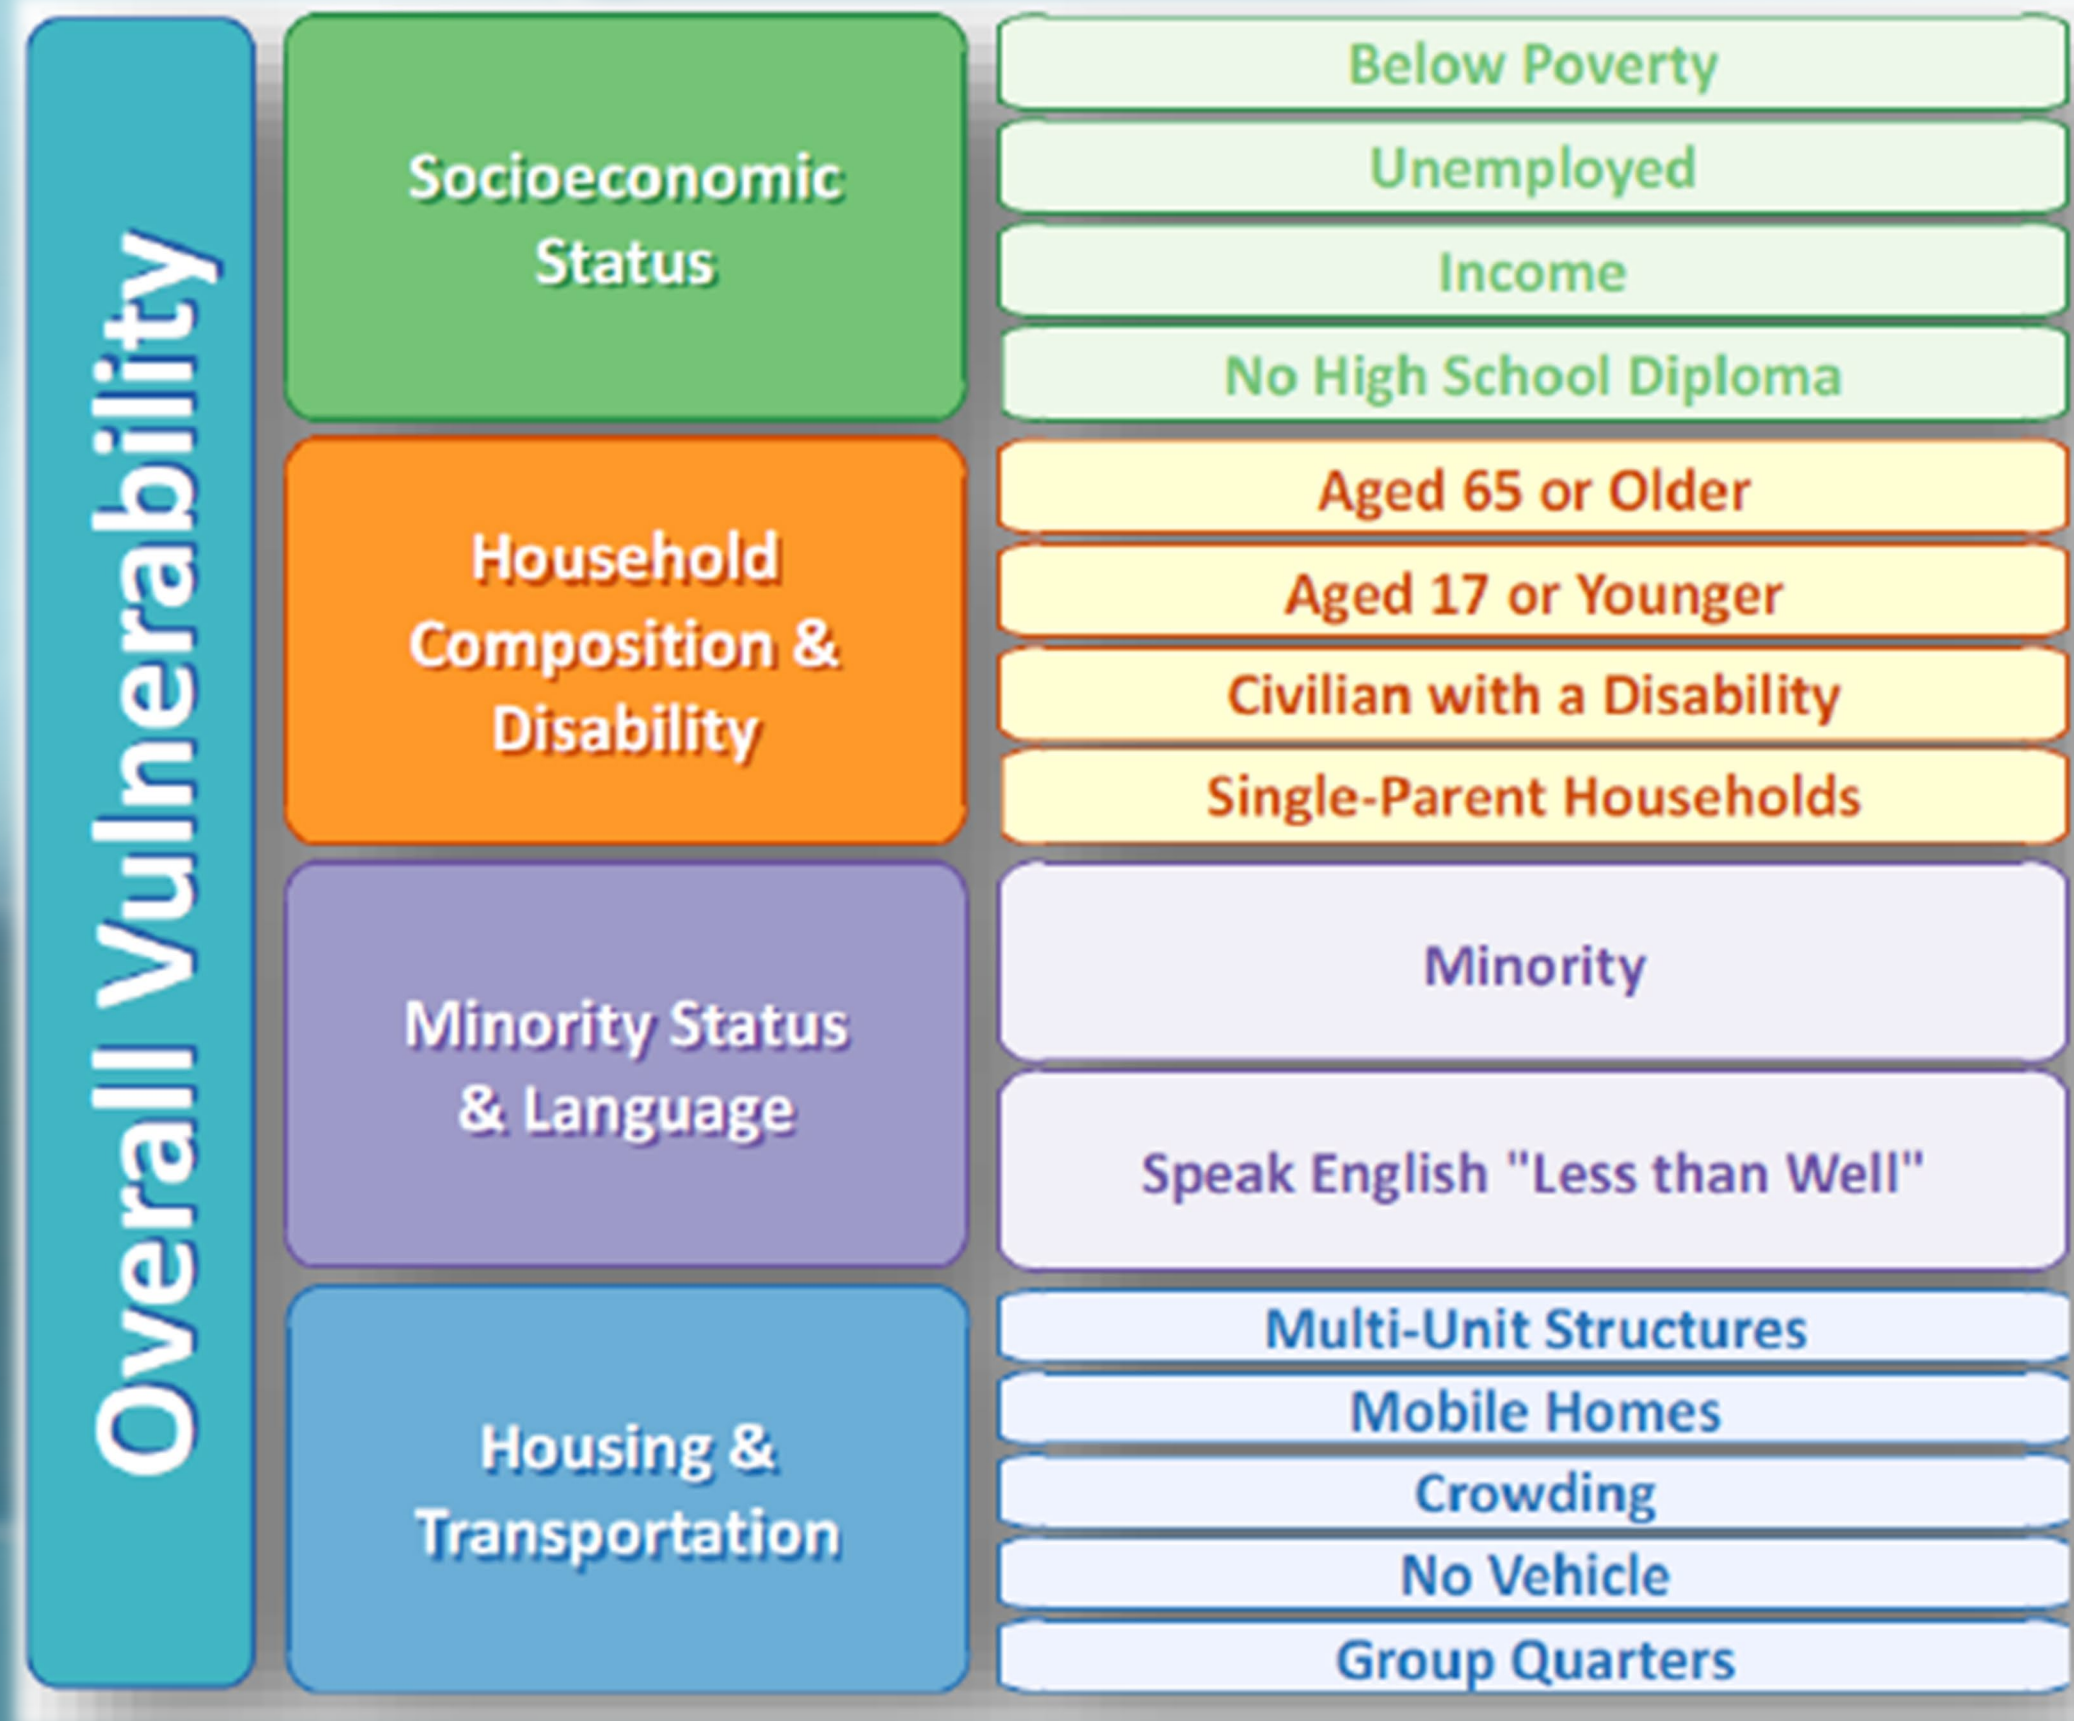 Overall Vulnerability
Socioeconomic
Status
Below Poverty
Unemployed
Income
No High School Diploma
Household
Composition &
Disability
Aged 65 or Older
Aged 17 or Younger
Civilian with a Disability
Single-Parent Households
Minority Status
& Language
Minority
Speak English "Less than Well"
Housing &
Transportation
Multi-Unit Structures
Mobile Homes
Crowding
No Vehicle
Group Quarters